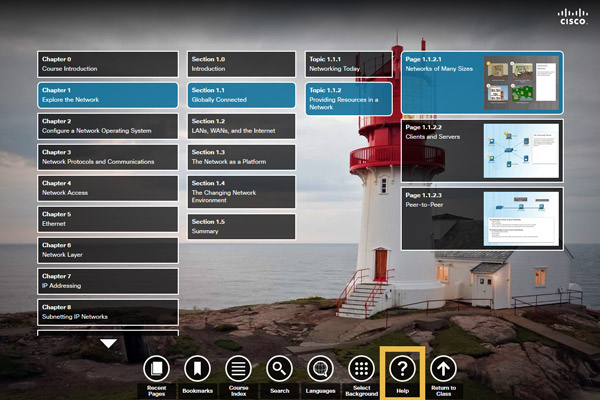 CISCO
Chapter 0
Course Introduction
Chapter 1
Explore the Network
Chapter 2
Configure a Network Operating System
Chapter 3
Network Protocols and Communications
Chapter 4
Network Access
Chapter 5
Ethernet
Chapter 6
Network Layer
Chapter 7
IP Addressing
Chapter 8
Subnetting IP Networks
Section 1.0
Introduction
Section 1.1
Globally Connected
Section 1.2
LANs, WANs, and the Internet
Section 1.3
The Network as a Platform
Section 1.4
The Changing Network
Environment
Section 1.5
Summary
Topic 1.1.1
Networking Today
Topic 1.1.2
Providing Resources in a
Network
Page 1.1.2.1
Networks of Many Sizes
Page 1.1.2.2
Clients and Servers
Page 1.1.2.3
Peer-to-Peer
Recent
Pages
Bookmarks
Course
Index
Search
Languages
Select
Background
?
Help
Return to
Class